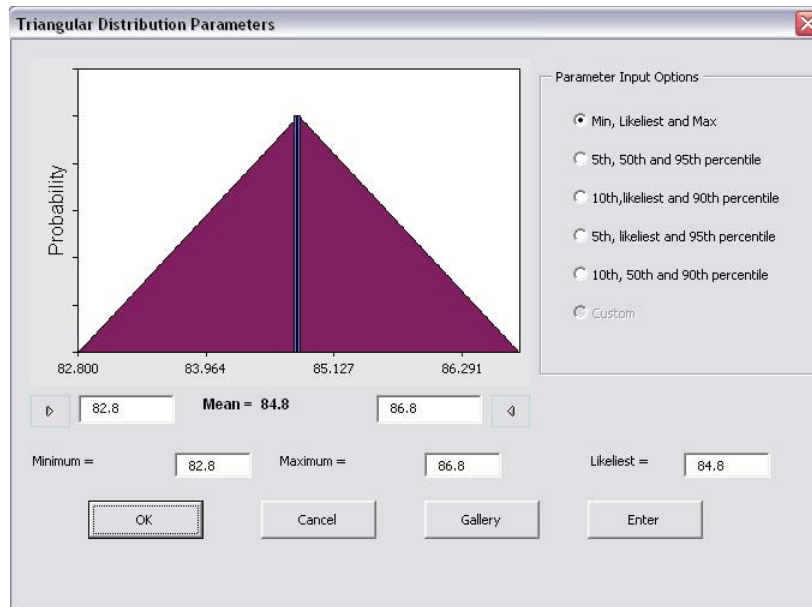 Triangular Distribution Parameters
Probability
82.800
83.964
85.127
86.291
82.8
Mean = 84.8
86.8
Parameter Input Options
Min, Likeliest and Max
5th, 50th and 95th percentile
10th,likeliest and 90th percentile
5th, likeliest and 95th percentile
10th, 50th and 90th percentile
Custom
Minimum = 82.8
Maximum = 86.8
Likeliest = 84.8
OK
Cancel
Gallery
Enter